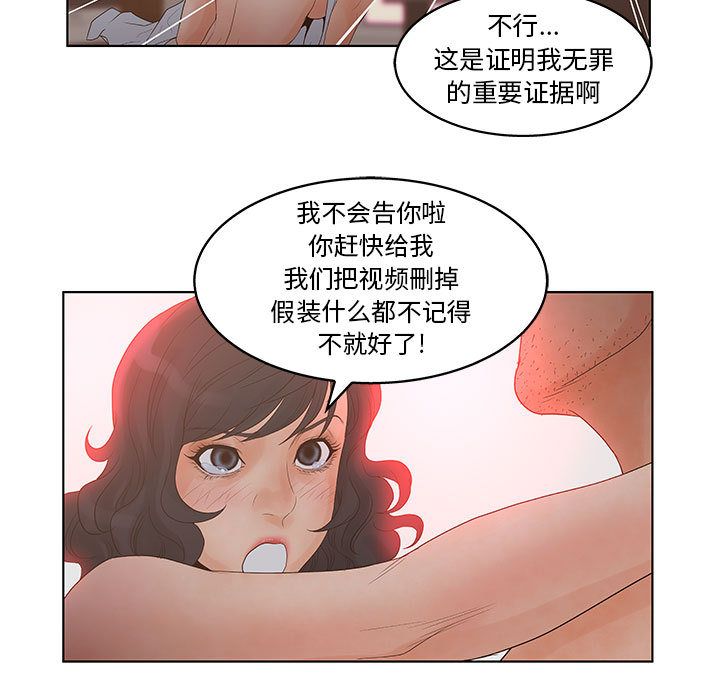 不行...
这是证明我无罪
的重要证据啊
我不会告你啦
你赶快给我
我们把视频删掉
假装什么都不记得
不就好了!